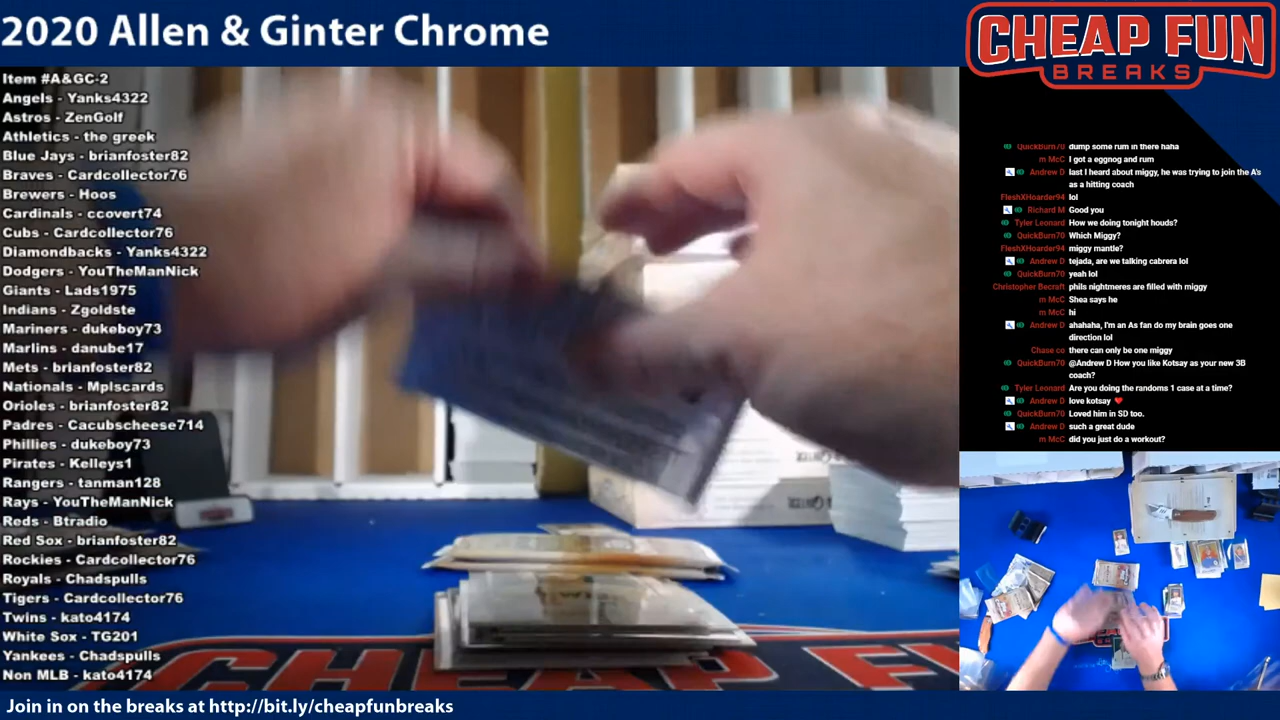 2020 Allen & Ginter Chrome
CHEAP FUN
BREAKS
Item #A&GC-2
Angels - Yanks4322
Astros - ZenGolf
Athletics - the greek
Blue Jays - brianfoster82
Braves - Cardcollector76
Brewers - Hoos
Cardinals - ccovert74
Cubs - Cardcollector76
Diamondbacks - Yanks4322
Dodgers - YouTheManNick
Giants - Lads1975
Indians - Zgoldste
Mariners - dukeboy73
Marlins - danube17
Mets - brianfoster82
Nationals - Mplscards
Orioles - brianfoster82
Padres - Cacubscheese714
Phillies - dukeboy73
Pirates - Kelleys1
Rangers - tanman128
Rays - YouTheManNick
Reds - Btradio
Red Sox - brianfoster82
Rockies - Cardcollector76
Royals - Chadspulls
Tigers - Cardcollector76
Twins - kato4174
White Sox - TG201
Yankees - Chadspulls
Non MLB - kato4174
QuickBurn70 dump some rum in there haha
m McC I got a eggnog and rum
Andrew D last I heard about miggy, he was trying to join the A's
as a hitting coach
FleshXHoarder94 lol
Richard M Good you
Tyler Leonard How we doing tonight houds?
QuickBurn70 Which Miggy?
FleshXHoarder94 miggy mantle?
Andrew D tejada, are we talking cabrera lol
QuickBurn70 yeah lol
Christopher Becraft phils nightmeres are filled with miggy
m McC Shea says he
m McC hi
Andrew D ahahaha, I'm an As fan do my brain goes one
direction lol
Chase co there can only be one miggy
QuickBurn70 @Andrew D How you like Kotsay as your new 3B
coach?
Tyler Leonard Are you doing the randoms 1 case at a time?
Andrew D love kotsay ❤
QuickBurn70 Loved him in SD too.
Andrew D such a great dude
m McC did you just do a workout?
CHEAP F
Join in on the breaks at http://bit.ly/cheapfunbreaks